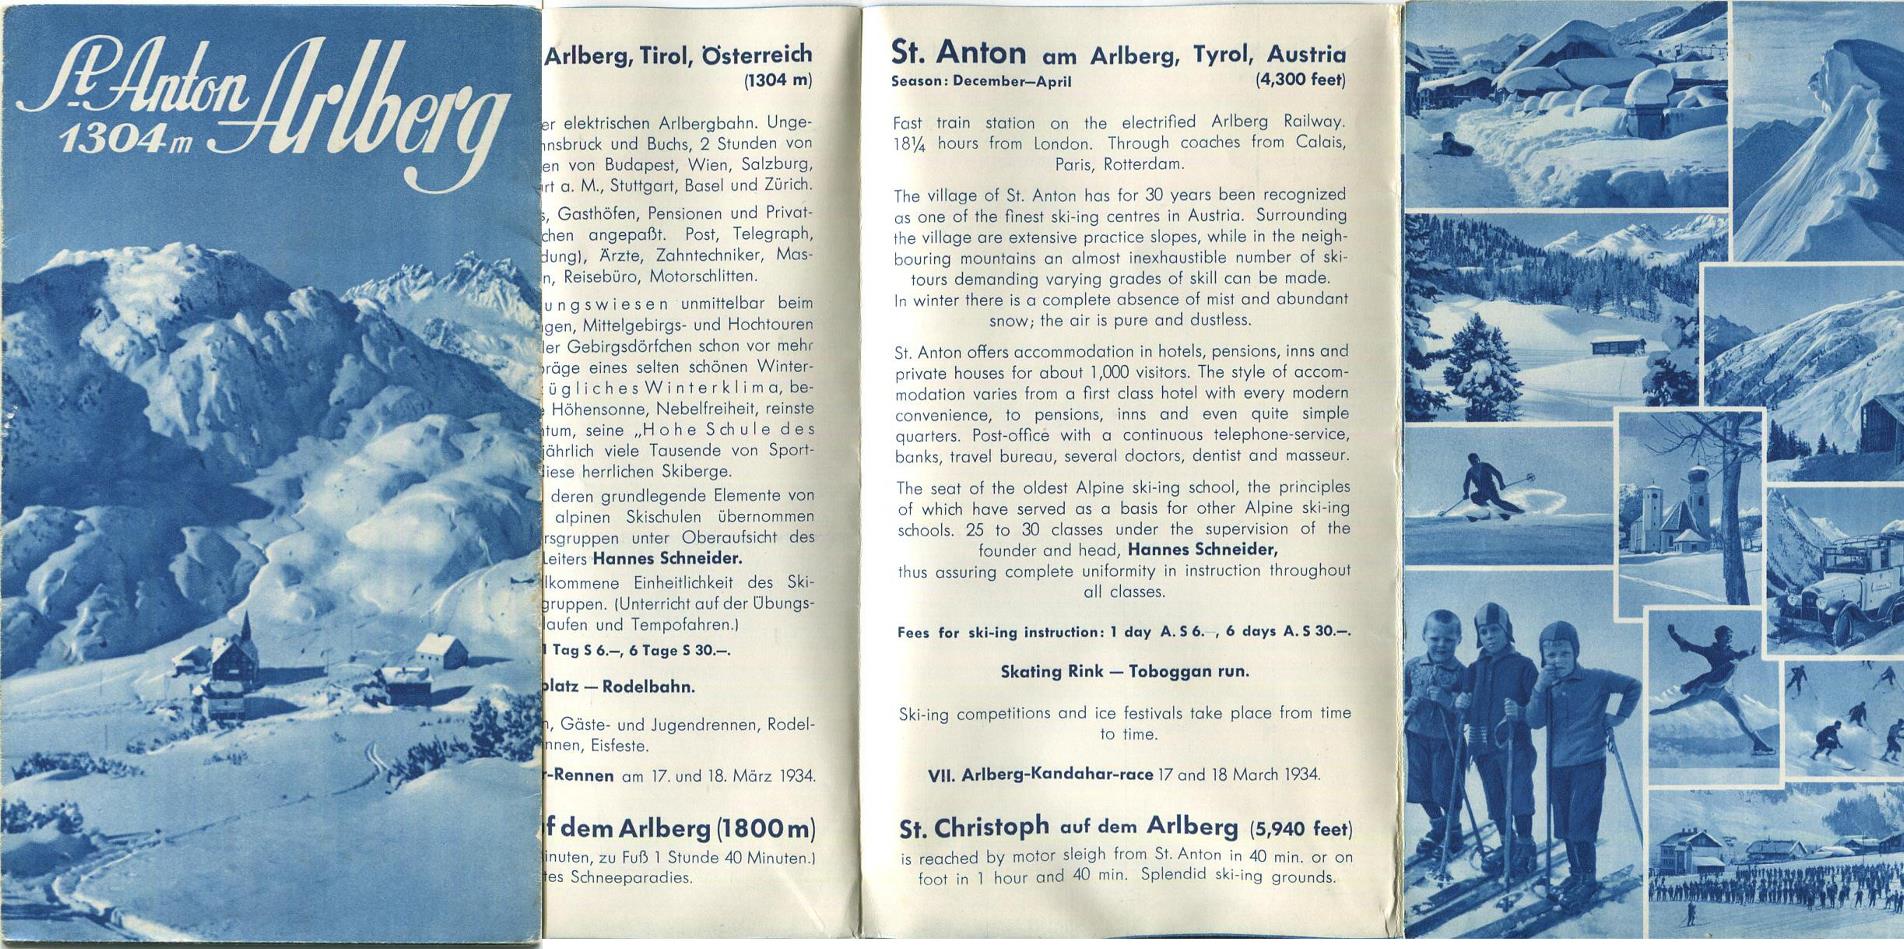 St. Anton Arlberg
1304 m
Arlberg, Tirol, Österreich
(1304 m)
elektrischen Arlbergbahn. Unge-
und Buchs, 2 Stunden von
von Budapest, Wien, Salzburg,
a. M., Stuttgart, Basel und Zürich.
Gasthöfen, Pensionen und Privat-
angepaßt. Post, Telegraph,
Ärzte, Zahntechniker, Mas-
Reisebüro, Motorschlitten.
unmittelbar beim
Mittelgebirgs- und Hochtouren
Gebirgsdörfchen schon vor mehr
eines selten schönen Winter-
Winterklima, be-
Höhensonne, Nebelfreiheit, reinste
seine „Hohe Schule des
jährlich viele Tausende von Sport-
diese herrlichen Skiberge.
deren grundlegende Elemente von
alpinen Skischulen übernommen
unter Oberaufsicht des
Leiters Hannes Schneider.
Einheitlichkeit des Ski-
gruppen. (Unterricht auf der Übungs-
laufen und Tempofahren.)
1 Tag S 6.–, 6 Tage S 30.–.
platz – Rodelbahn.
Gäste- und Jugendrennen, Rodel-
Eisfeste.
-Rennen am 17. und 18. März 1934.
f dem Arlberg (1800 m)
zu Fuß 1 Stunde 40 Minuten.)
Schneeparadies.
St. Anton am Arlberg, Tyrol, Austria
Season: December–April (4,300 feet)
Fast train station on the electrified Arlberg Railway.
18¼ hours from London. Through coaches from Calais,
Paris, Rotterdam.
The village of St. Anton has for 30 years been recognized
as one of the finest ski-ing centres in Austria. Surrounding
the village are extensive practice slopes, while in the neigh-
bouring mountains an almost inexhaustible number of ski-
tours demanding varying grades of skill can be made.
In winter there is a complete absence of mist and abundant
snow; the air is pure and dustless.
St. Anton offers accommodation in hotels, pensions, inns and
private houses for about 1,000 visitors. The style of accom-
modation varies from a first class hotel with every modern
convenience, to pensions, inns and even quite simple
quarters. Post-office with a continuous telephone-service,
banks, travel bureau, several doctors, dentist and masseur.
The seat of the oldest Alpine ski-ing school, the principles
of which have served as a basis for other Alpine ski-ing
schools. 25 to 30 classes under the supervision of the
founder and head, Hannes Schneider,
thus assuring complete uniformity in instruction throughout
all classes.
Fees for ski-ing instruction: 1 day A. S 6.–, 6 days A. S 30.–.
Skating Rink – Toboggan run.
Ski-ing competitions and ice festivals take place from time
to time.
VII. Arlberg-Kandahar-race 17 and 18 March 1934.
St. Christoph auf dem Arlberg (5,940 feet)
is reached by motor sleigh from St. Anton in 40 min. or on
foot in 1 hour and 40 min. Splendid ski-ing grounds.